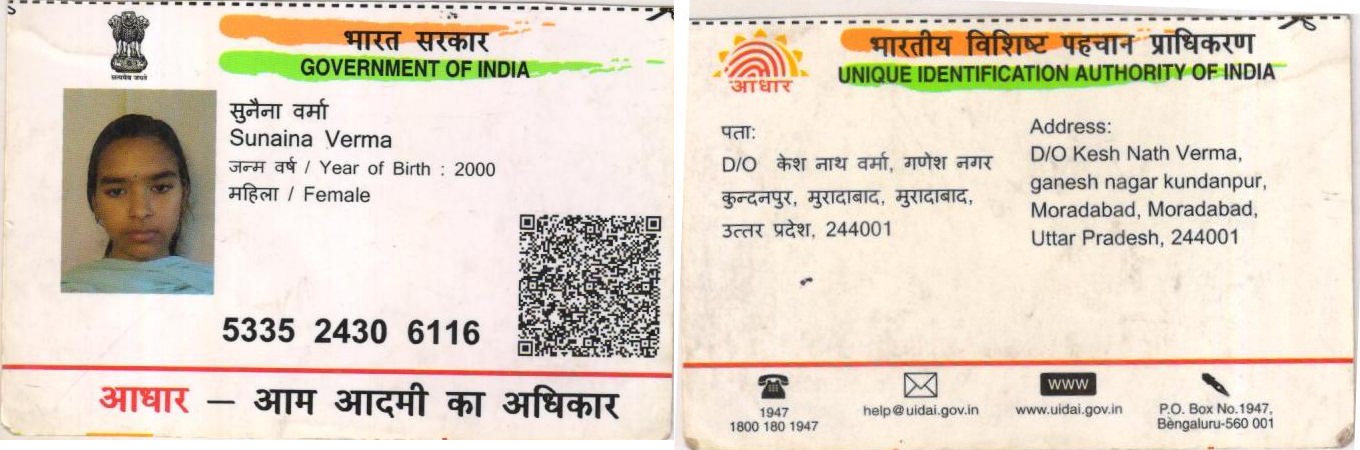 भारत सरकार
GOVERNMENT OF INDIA
सत्यमेव जयते
सुनैना वर्मा
Sunaina Verma
जन्म वर्ष / Year of Birth : 2000
महिला / Female
5335 2430 6116
आधार – आम आदमी का अधिकार
भारतीय विशिष्ट पहचान प्राधिकरण
UNIQUE IDENTIFICATION AUTHORITY OF INDIA
आधार
पता:
D/O केश नाथ वर्मा, गणेश नगर
कुन्दनपुर, मुरादाबाद, मुरादाबाद,
उत्तर प्रदेश, 244001
Address:
D/O Kesh Nath Verma,
ganesh nagar kundanpur,
Moradabad, Moradabad,
Uttar Pradesh, 244001
1947
1800 180 1947
help@uidai.gov.in
www
www.uidai.gov.in
P.O. Box No.1947,
Bengaluru-560 001